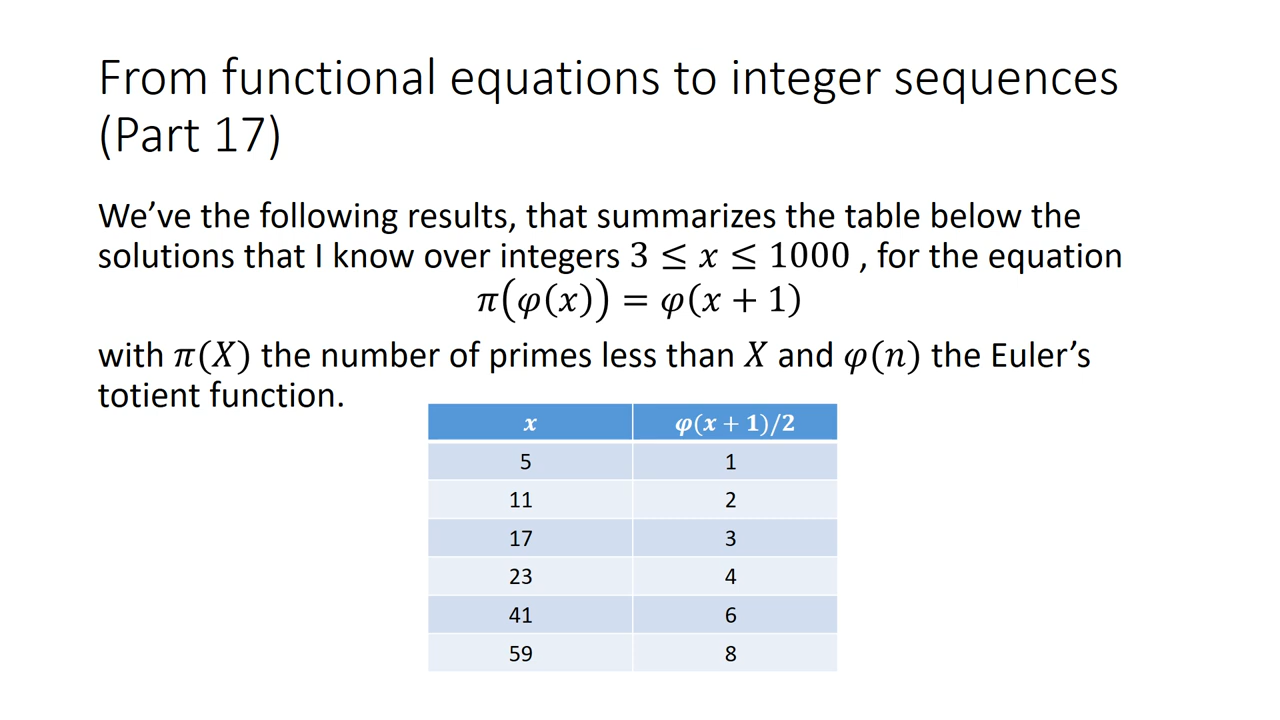 From functional equations to integer sequences
(Part 17)
We’ve the following results, that summarizes the table below the
solutions that I know over integers 3 ≤ x ≤ 1000 , for the equation
π(φ(x)) = φ(x + 1)
with π(X) the number of primes less than X and φ(n) the Euler’s
totient function.
x φ(x + 1)/2
5 1
11 2
17 3
23 4
41 6
59 8